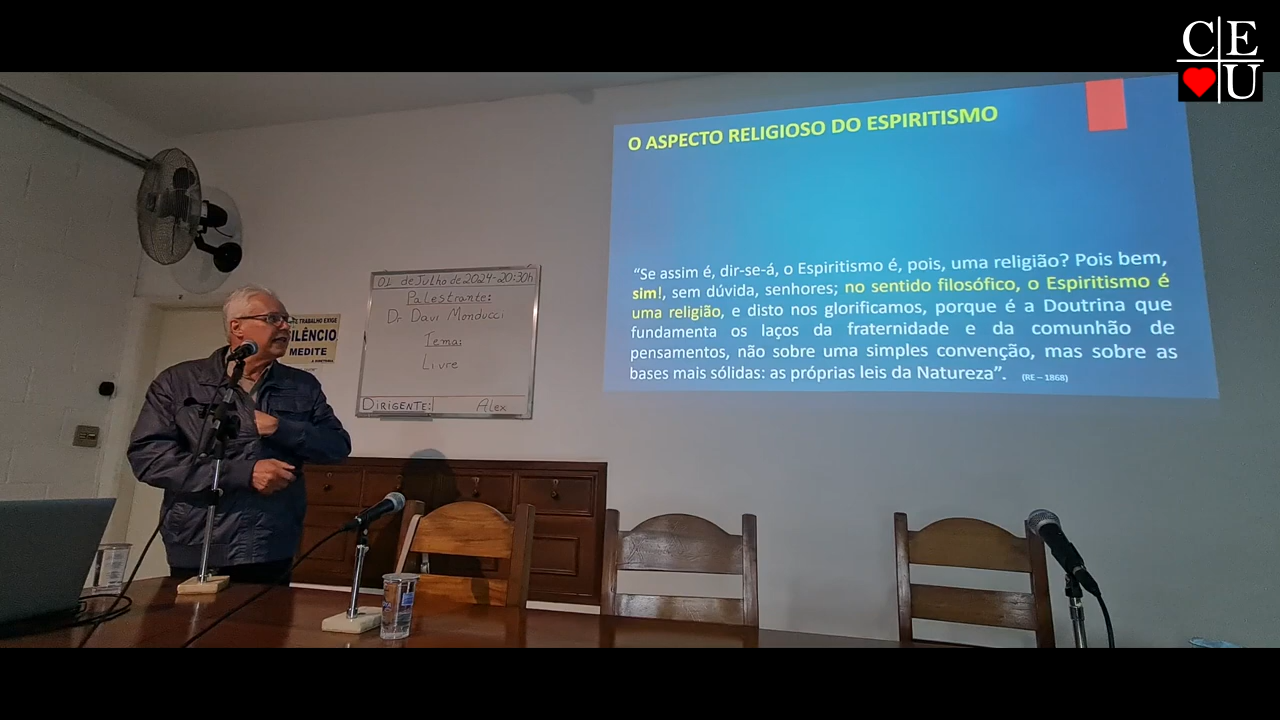 CE
U
O ASPECTO RELIGIOSO DO ESPIRITISMO
“Se assim é, dir-se-á, o Espiritismo é, pois, uma religião? Pois bem,
sim!, sem dúvida, senhores; no sentido filosófico, o Espiritismo é
uma religião, e disto nos glorificamos, porque é a Doutrina que
fundamenta os laços da fraternidade e da comunhão de
pensamentos, não sobre uma simples convenção, mas sobre as
bases mais sólidas: as próprias leis da Natureza”. (RE – 1868)
01 de Julho de 2024-20:30h
Palestrante:
Dr Davi Monducci
Tema:
Livre
DIRIGENTE: Alex
TRABALHO EXIGE
SILÊNCIO
MEDITE